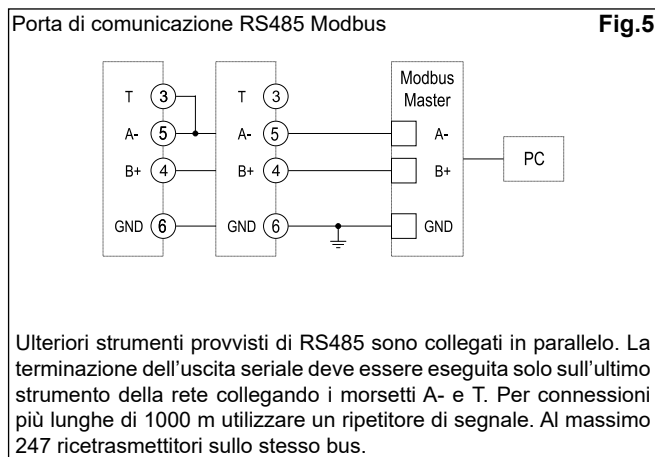 Porta di comunicazione RS485 Modbus Fig.5
T 3 T 3 Modbus
Master
A- 5 A- 5 A-
B+ 4 B+ 4 B+ PC
GND 6 GND 6 GND
Ulteriori strumenti provvisti di RS485 sono collegati in parallelo. La
terminazione dell'uscita seriale deve essere eseguita solo sull'ultimo
strumento della rete collegando i morsetti A- e T. Per connessioni
più lunghe di 1000 m utilizzare un ripetitore di segnale. Al massimo
247 ricetrasmettitori sullo stesso bus.